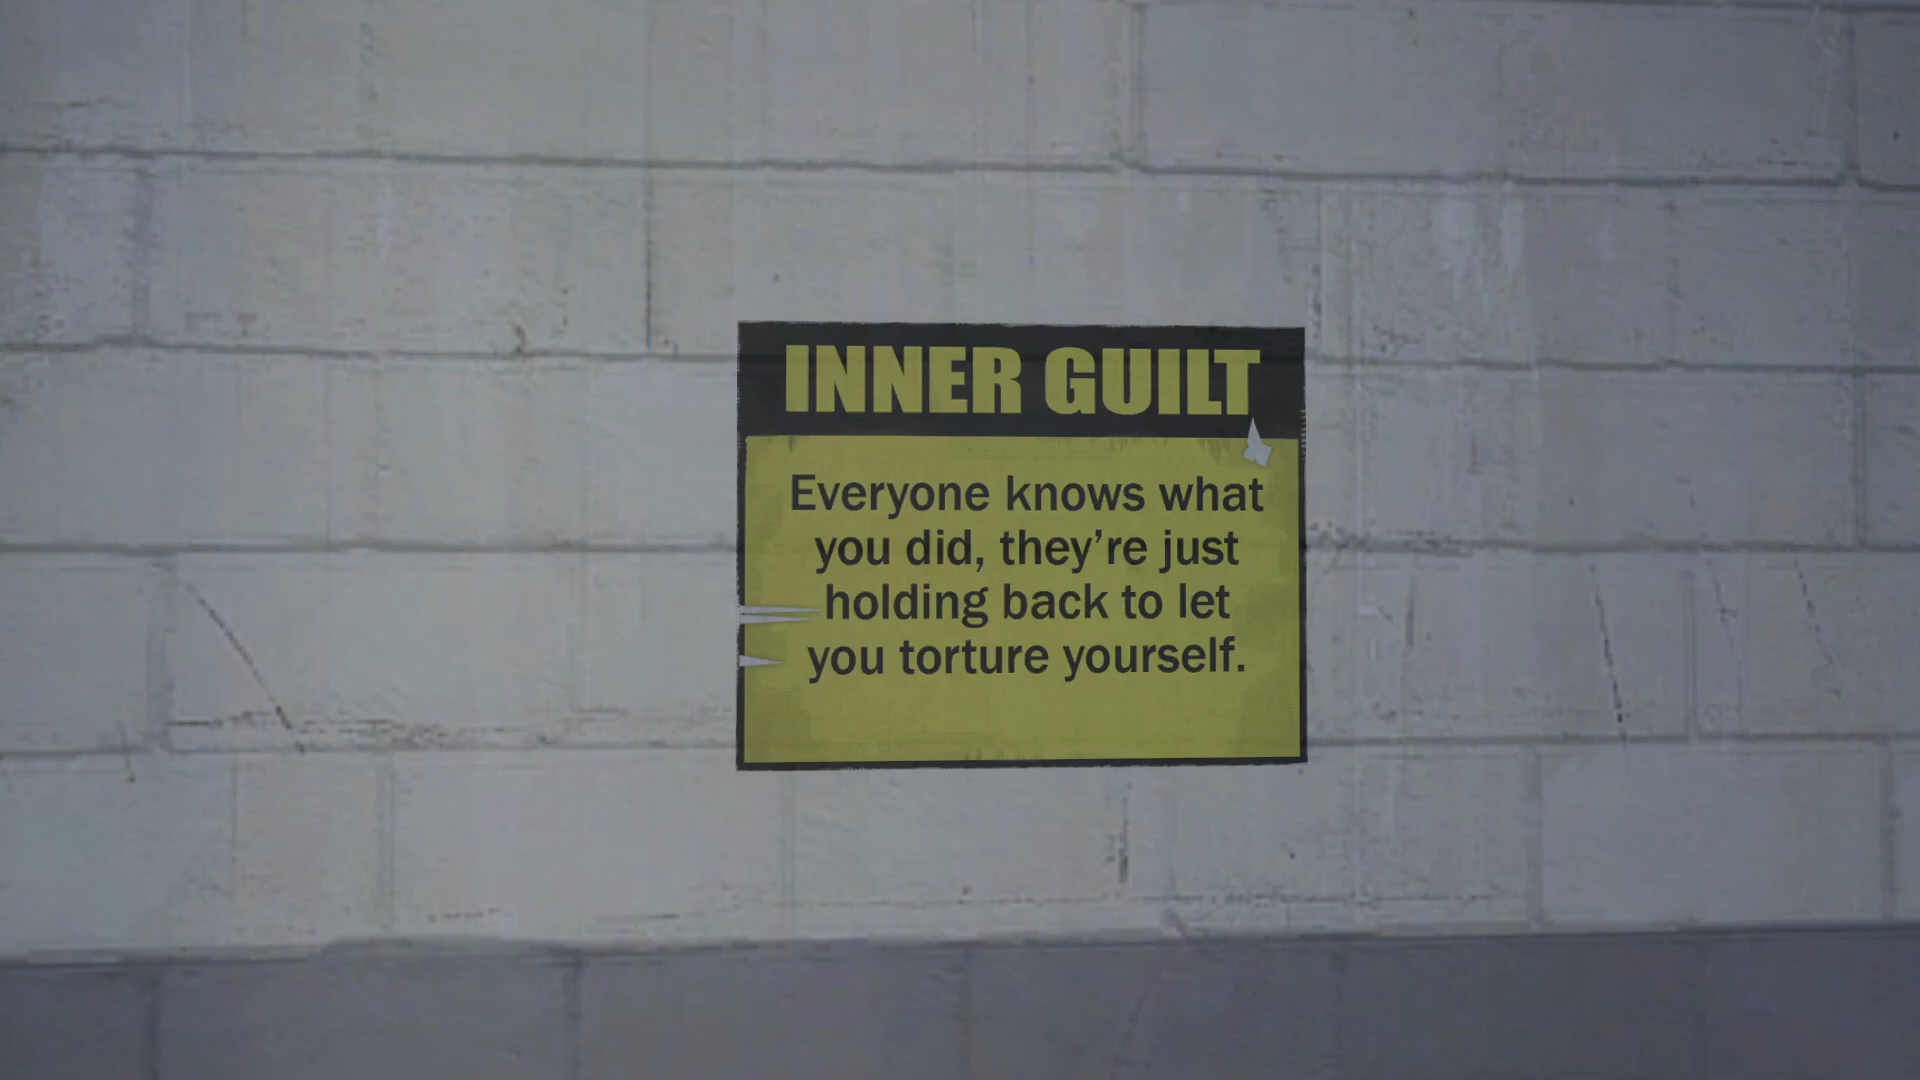 INNER GUILT
Everyone knows what
you did, they’re just
holding back to let
you torture yourself.